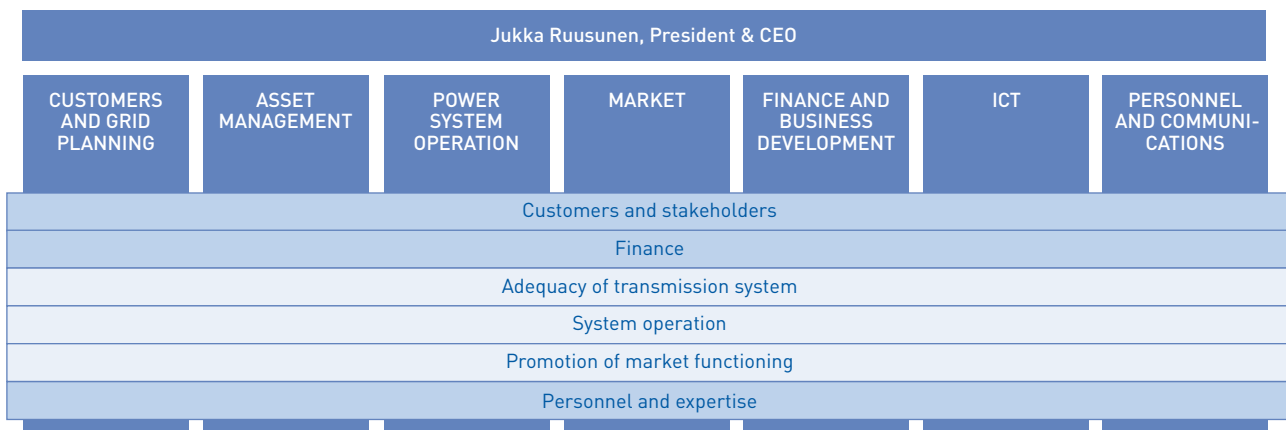 Jukka Ruusunen, President & CEO
CUSTOMERS
AND GRID
PLANNING
ASSET
MANAGEMENT
POWER
SYSTEM
OPERATION
MARKET
FINANCE AND
BUSINESS
DEVELOPMENT
ICT
PERSONNEL
AND COMMUNI-
CATIONS
Customers and stakeholders
Finance
Adequacy of transmission system
System operation
Promotion of market functioning
Personnel and expertise